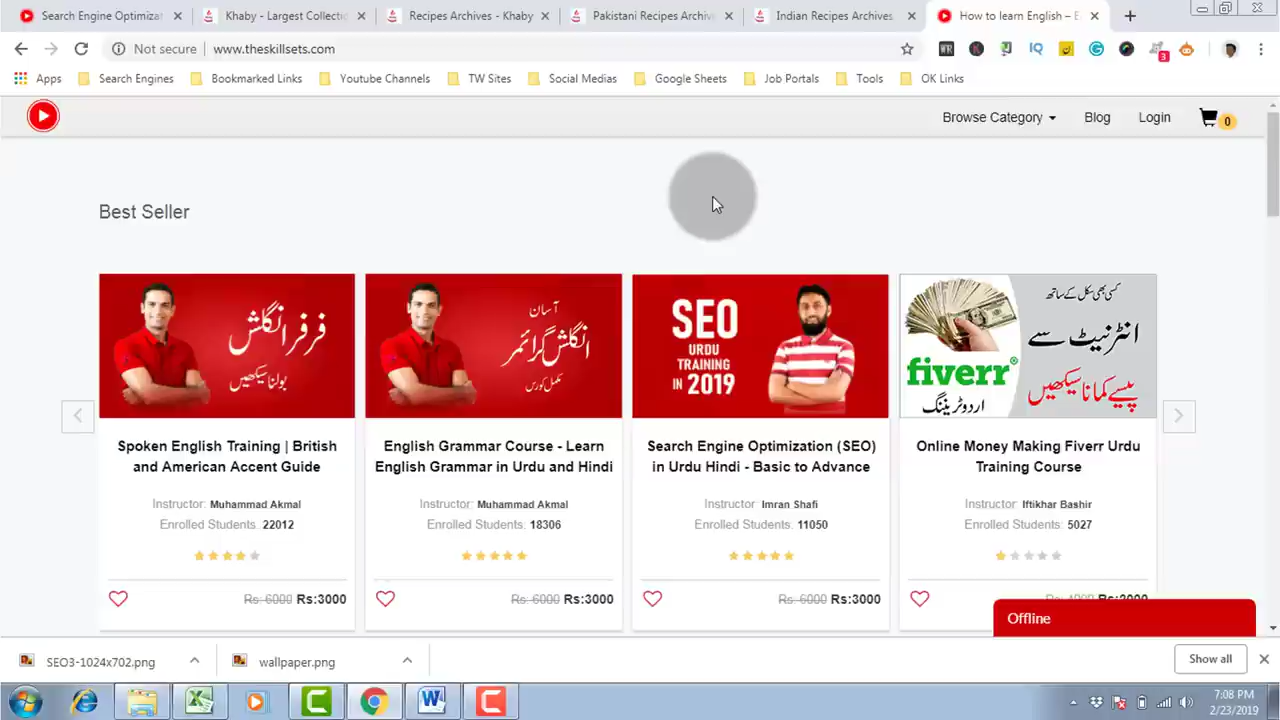 Search Engine Optimizat
Khaby - Largest Collecti
Recipes Archives - Khaby
Pakistani Recipes Archiv
Indian Recipes Archives
How to learn English – E
Not secure
www.theskillsets.com
WR
IQ
3
Apps
Search Engines
Bookmarked Links
Youtube Channels
TW Sites
Social Medias
Google Sheets
Job Portals
Tools
OK Links
Browse Category
Blog
Login
0
Best Seller
فرفر انگلش
بولنا سیکھیں
آسان
انگلش گرائمر
مکمل کورس
SEO
URDU
TRAINING
IN 2019
کسی بھی سکل کے ساتھ
انٹرنیٹ سے
پیسے کمانا سیکھیں
fiverr®
اردو ٹریننگ
Spoken English Training | British
and American Accent Guide
Instructor: Muhammad Akmal
Enrolled Students: 22012
Rs: 6000 Rs:3000
English Grammar Course - Learn
English Grammar in Urdu and Hindi
Instructor: Muhammad Akmal
Enrolled Students: 18306
Rs: 6000 Rs:3000
Search Engine Optimization (SEO)
in Urdu Hindi - Basic to Advance
Instructor: Imran Shafi
Enrolled Students: 11050
Rs: 6000 Rs:3000
Online Money Making Fiverr Urdu
Training Course
Instructor: Iftikhar Bashir
Enrolled Students: 5027
Offline
SEO3-1024x702.png
wallpaper.png
Show all
7:08 PM
2/23/2019